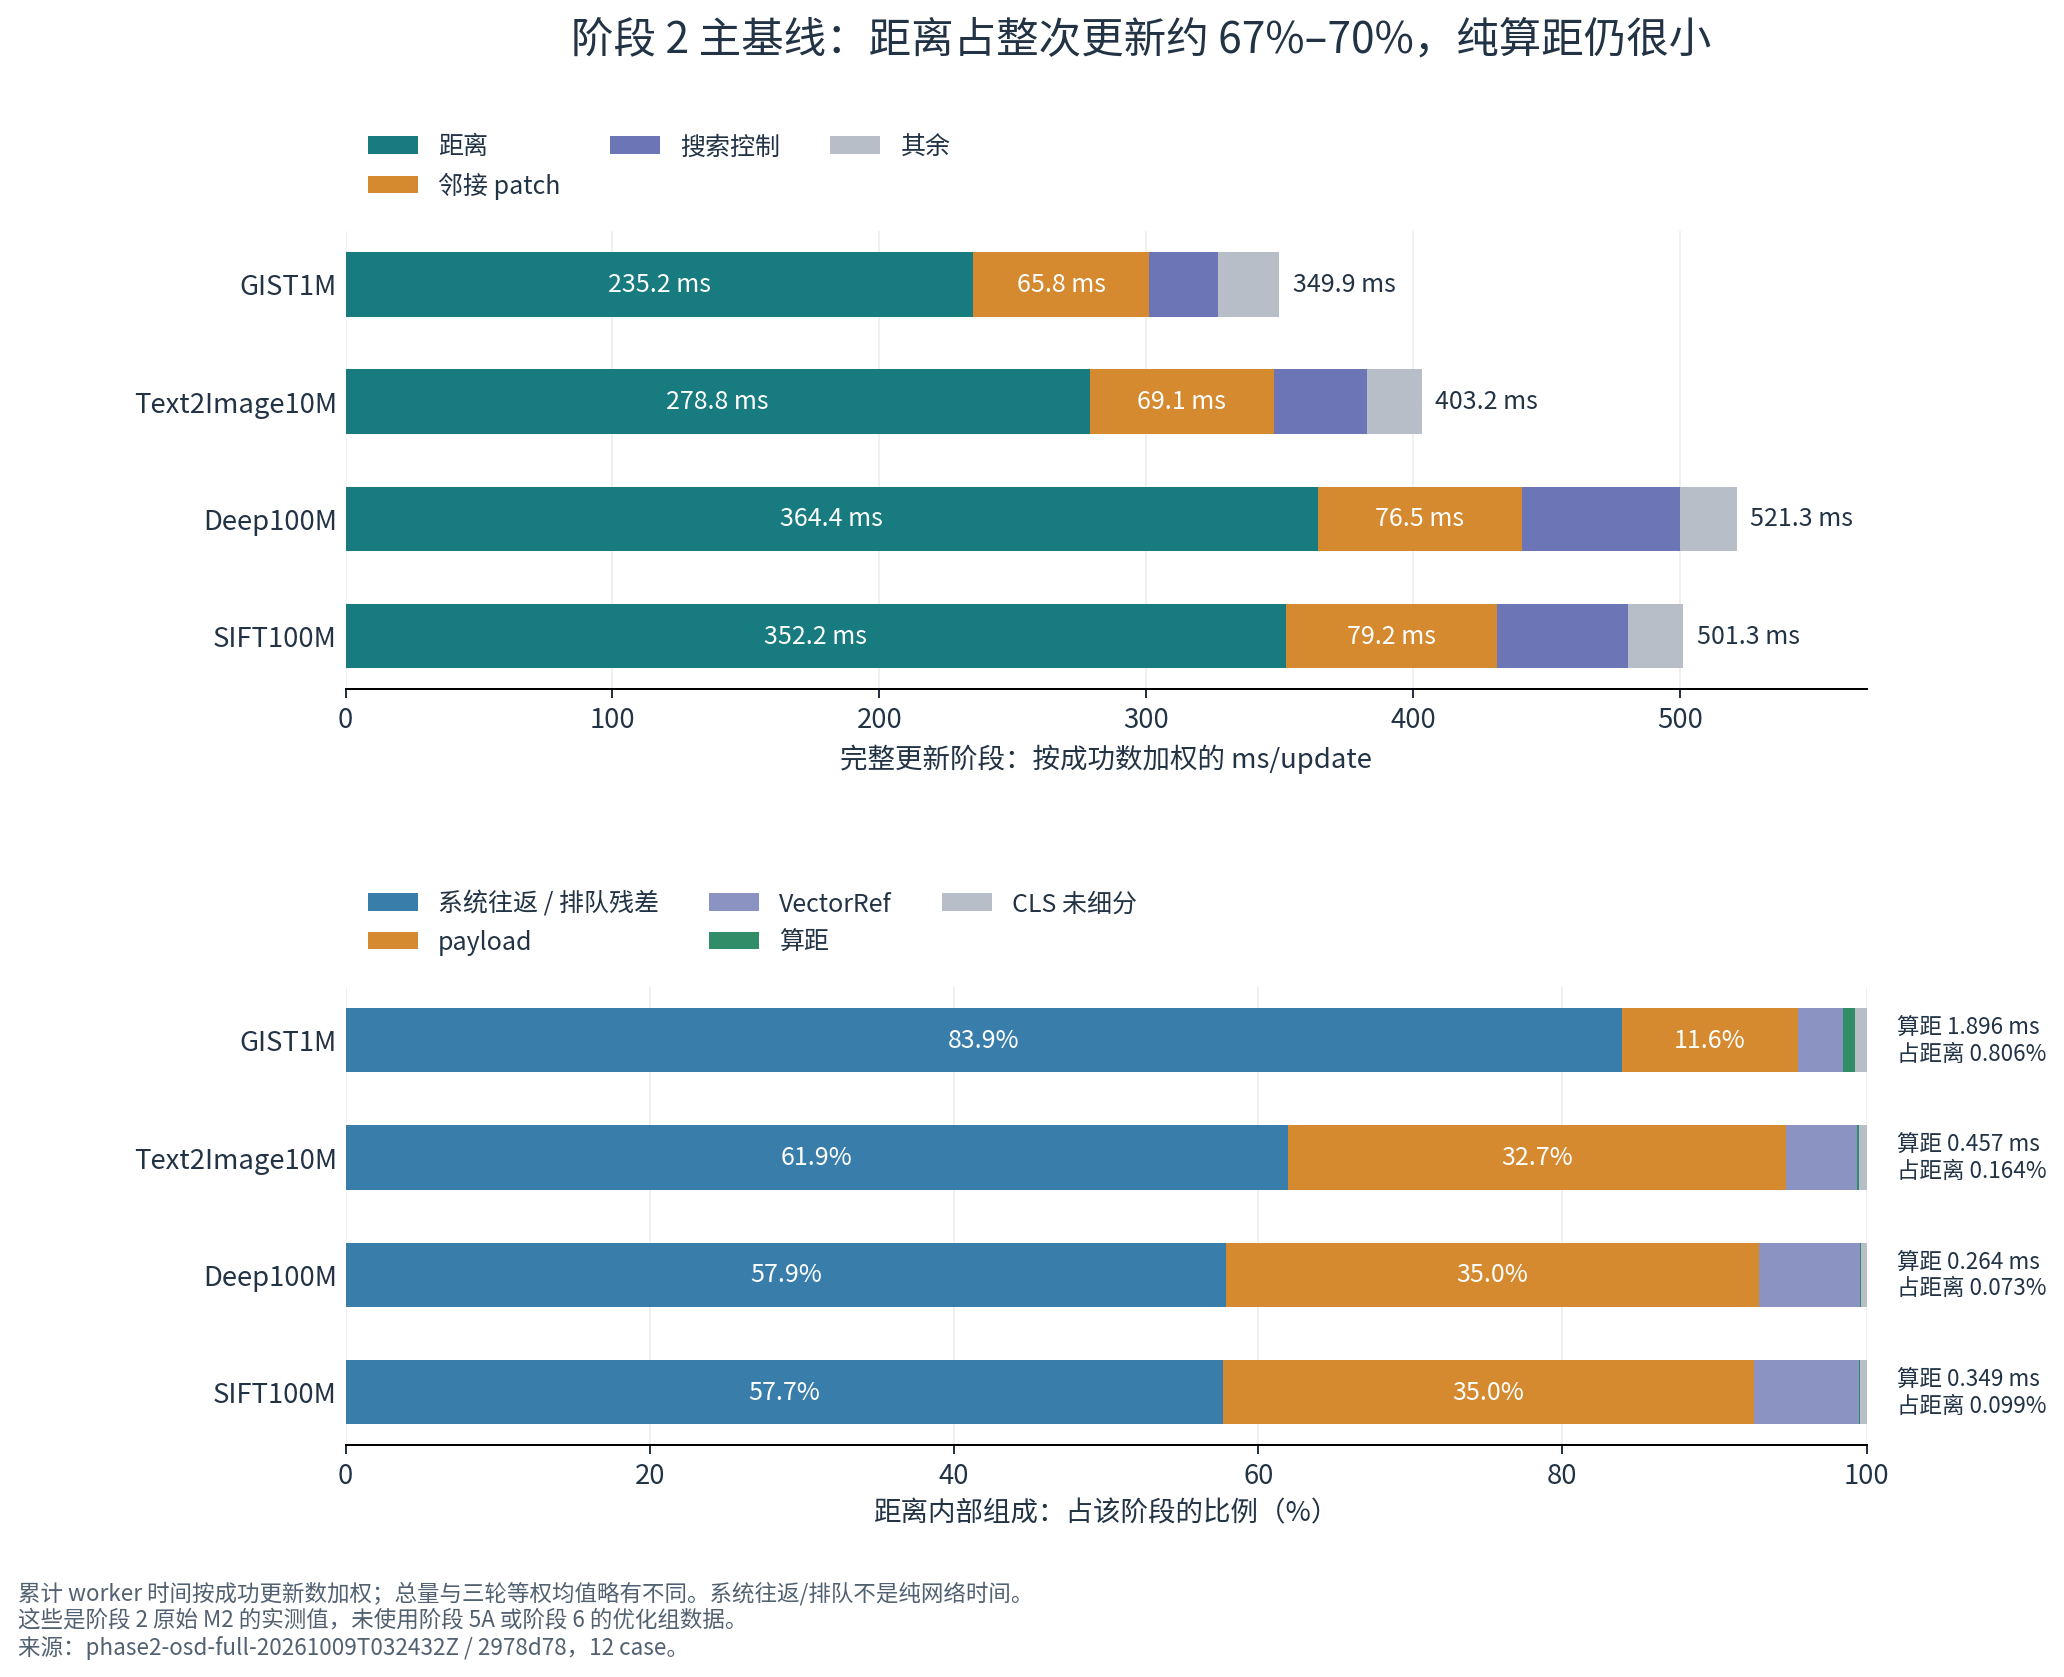 阶段 2 主基线：距离占整次更新约 67%–70%，纯算距仍很小
距离
搜索控制
其余
邻接 patch
GIST1M
235.2 ms
65.8 ms
349.9 ms
Text2Image10M
278.8 ms
69.1 ms
403.2 ms
Deep100M
364.4 ms
76.5 ms
521.3 ms
SIFT100M
352.2 ms
79.2 ms
501.3 ms
0
100
200
300
400
500
完整更新阶段：按成功数加权的 ms/update
系统往返 / 排队残差
VectorRef
CLS 未细分
payload
算距
GIST1M
83.9%
11.6%
算距 1.896 ms
占距离 0.806%
Text2Image10M
61.9%
32.7%
算距 0.457 ms
占距离 0.164%
Deep100M
57.9%
35.0%
算距 0.264 ms
占距离 0.073%
SIFT100M
57.7%
35.0%
算距 0.349 ms
占距离 0.099%
0
20
40
60
80
100
距离内部组成：占该阶段的比例（%）
累计 worker 时间按成功更新数加权；总量与三轮等权均值略有不同。系统往返/排队不是纯网络时间。
这些是阶段 2 原始 M2 的实测值，未使用阶段 5A 或阶段 6 的优化组数据。
来源：phase2-osd-full-20261009T032432Z / 2978d78，12 case。